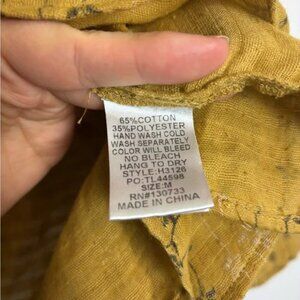 65%COTTON
35%POLYESTER
HAND WASH COLD
WASH SEPARATELY
COLOR WILL BLEED
NO BLEACH
HANG TO DRY
STYLE:H3126
PO:TL44598
SIZE:M
RN#130733
MADE IN CHINA